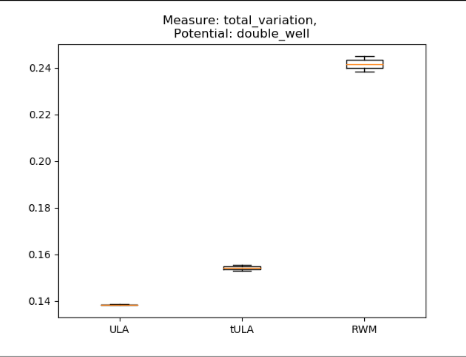 Measure: total_variation,
Potential: double_well
0.24
0.22
0.20
0.18
0.16
0.14
ULA tULA RWM